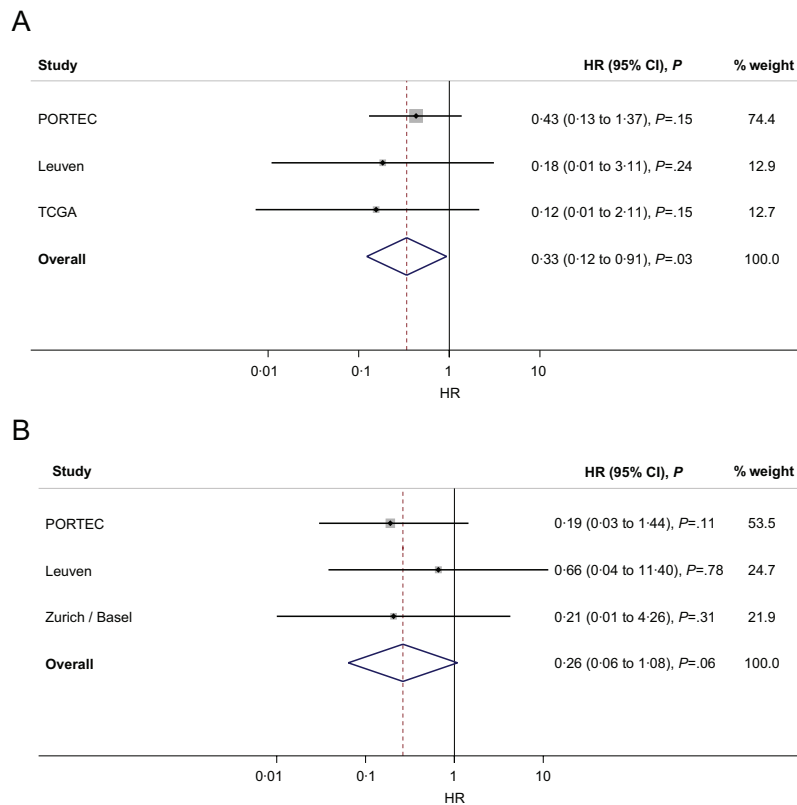 A
Study HR (95% CI), P % weight
PORTEC 0·43 (0·13 to 1·37), P=.15 74.4
Leuven 0·18 (0·01 to 3·11), P=.24 12.9
TCGA 0·12 (0·01 to 2·11), P=.15 12.7
Overall 0·33 (0·12 to 0·91), P=.03 100.0
0·01 0·1 1 10
HR
B
Study HR (95% CI), P % weight
PORTEC 0·19 (0·03 to 1·44), P=.11 53.5
Leuven 0·66 (0·04 to 11·40), P=.78 24.7
Zurich / Basel 0·21 (0·01 to 4·26), P=.31 21.9
Overall 0·26 (0·06 to 1·08), P=.06 100.0
0·01 0·1 1 10
HR